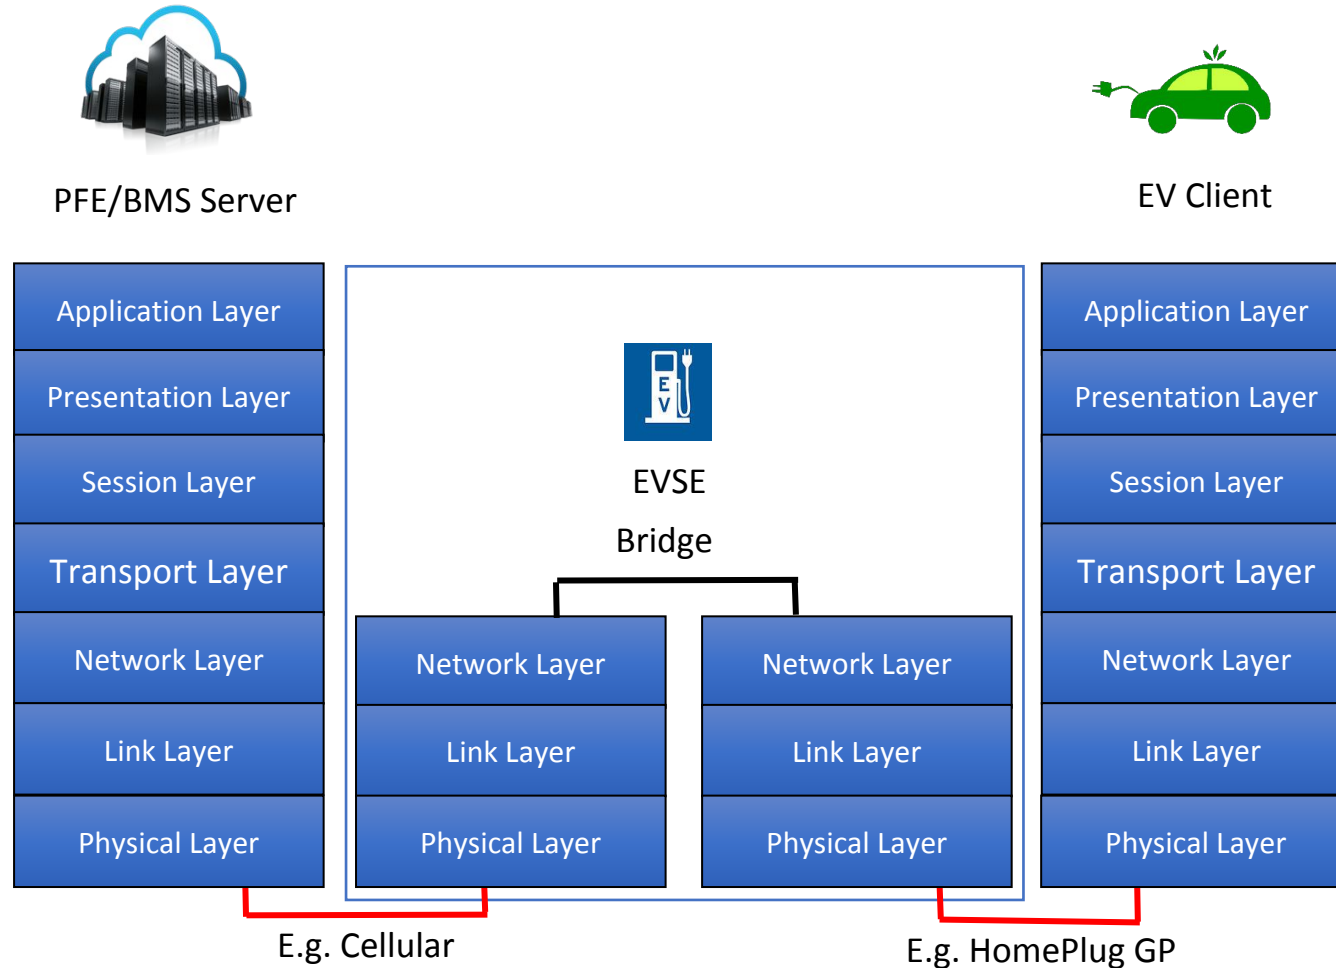 PFE/BMS Server
EV Client
Application Layer
Presentation Layer
Session Layer
Transport Layer
Network Layer
Link Layer
Physical Layer
E
V
EVSE
Bridge
Network Layer
Link Layer
Physical Layer
Network Layer
Link Layer
Physical Layer
Application Layer
Presentation Layer
Session Layer
Transport Layer
Network Layer
Link Layer
Physical Layer
E.g. Cellular
E.g. HomePlug GP